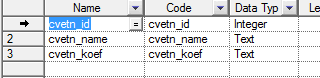 Name Code Data Typ Le
cvetn_id = cvetn_id Integer
2 cvetn_name cvetn_name Text
3 cvetn_koef cvetn_koef Text